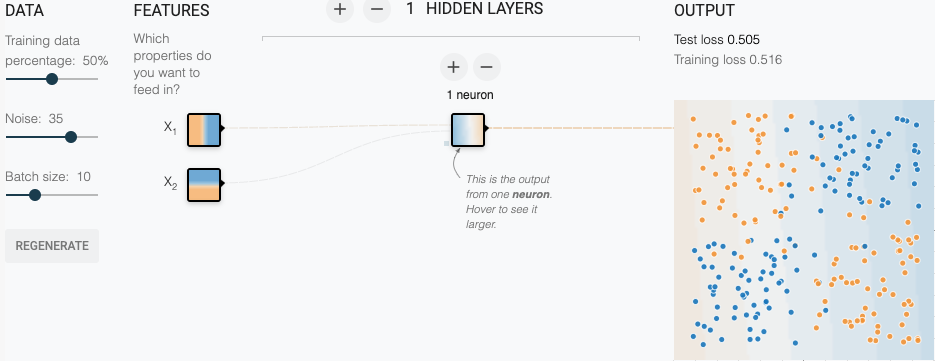 DATA
Training data
percentage: 50%
Noise: 35
Batch size: 10
REGENERATE
FEATURES
Which
properties do
you want to
feed in?
X1
X2
+ − 1 HIDDEN LAYERS
+ −
1 neuron
This is the output
from one neuron.
Hover to see it
larger.
OUTPUT
Test loss 0.505
Training loss 0.516